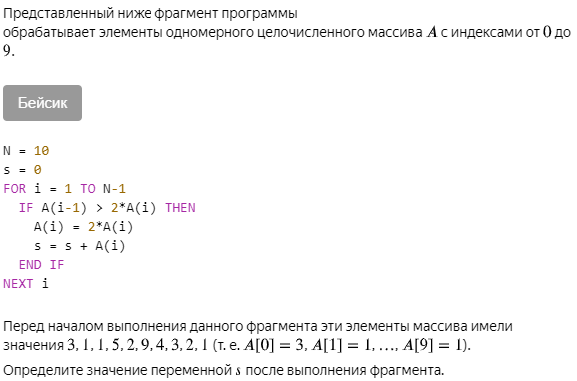 Представленный ниже фрагмент программы
обрабатывает элементы одномерного целочисленного массива A с индексами от 0 до
9.
Бейсик
N = 10
s = 0
FOR i = 1 TO N-1
  IF A(i-1) > 2*A(i) THEN
    A(i) = 2*A(i)
    s = s + A(i)
  END IF
NEXT i
Перед началом выполнения данного фрагмента эти элементы массива имели
значения 3, 1, 1, 5, 2, 9, 4, 3, 2, 1 (т. е. A[0] = 3, A[1] = 1, …, A[9] = 1).
Определите значение переменной s после выполнения фрагмента.